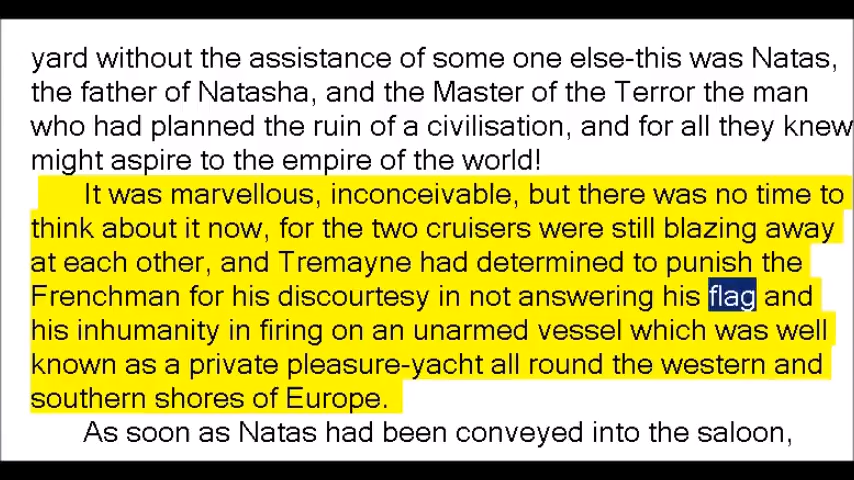 yard without the assistance of some one else-this was Natas,
the father of Natasha, and the Master of the Terror the man
who had planned the ruin of a civilisation, and for all they knew
might aspire to the empire of the world!
It was marvellous, inconceivable, but there was no time to
think about it now, for the two cruisers were still blazing away
at each other, and Tremayne had determined to punish the
Frenchman for his discourtesy in not answering his flag and
his inhumanity in firing on an unarmed vessel which was well
known as a private pleasure-yacht all round the western and
southern shores of Europe.
As soon as Natas had been conveyed into the saloon,